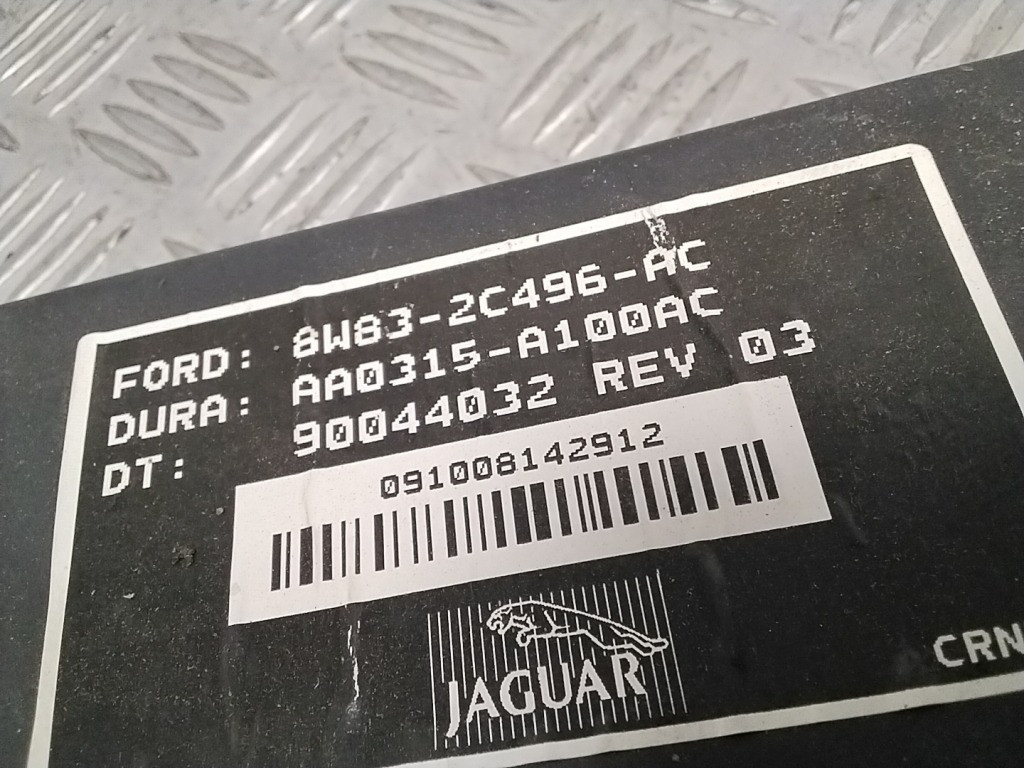 FORD: 8W83-2C496-AC
DURA: AA0315-A100AC
DT: 90044032 REV 03
091008142912
JAGUAR
CRN